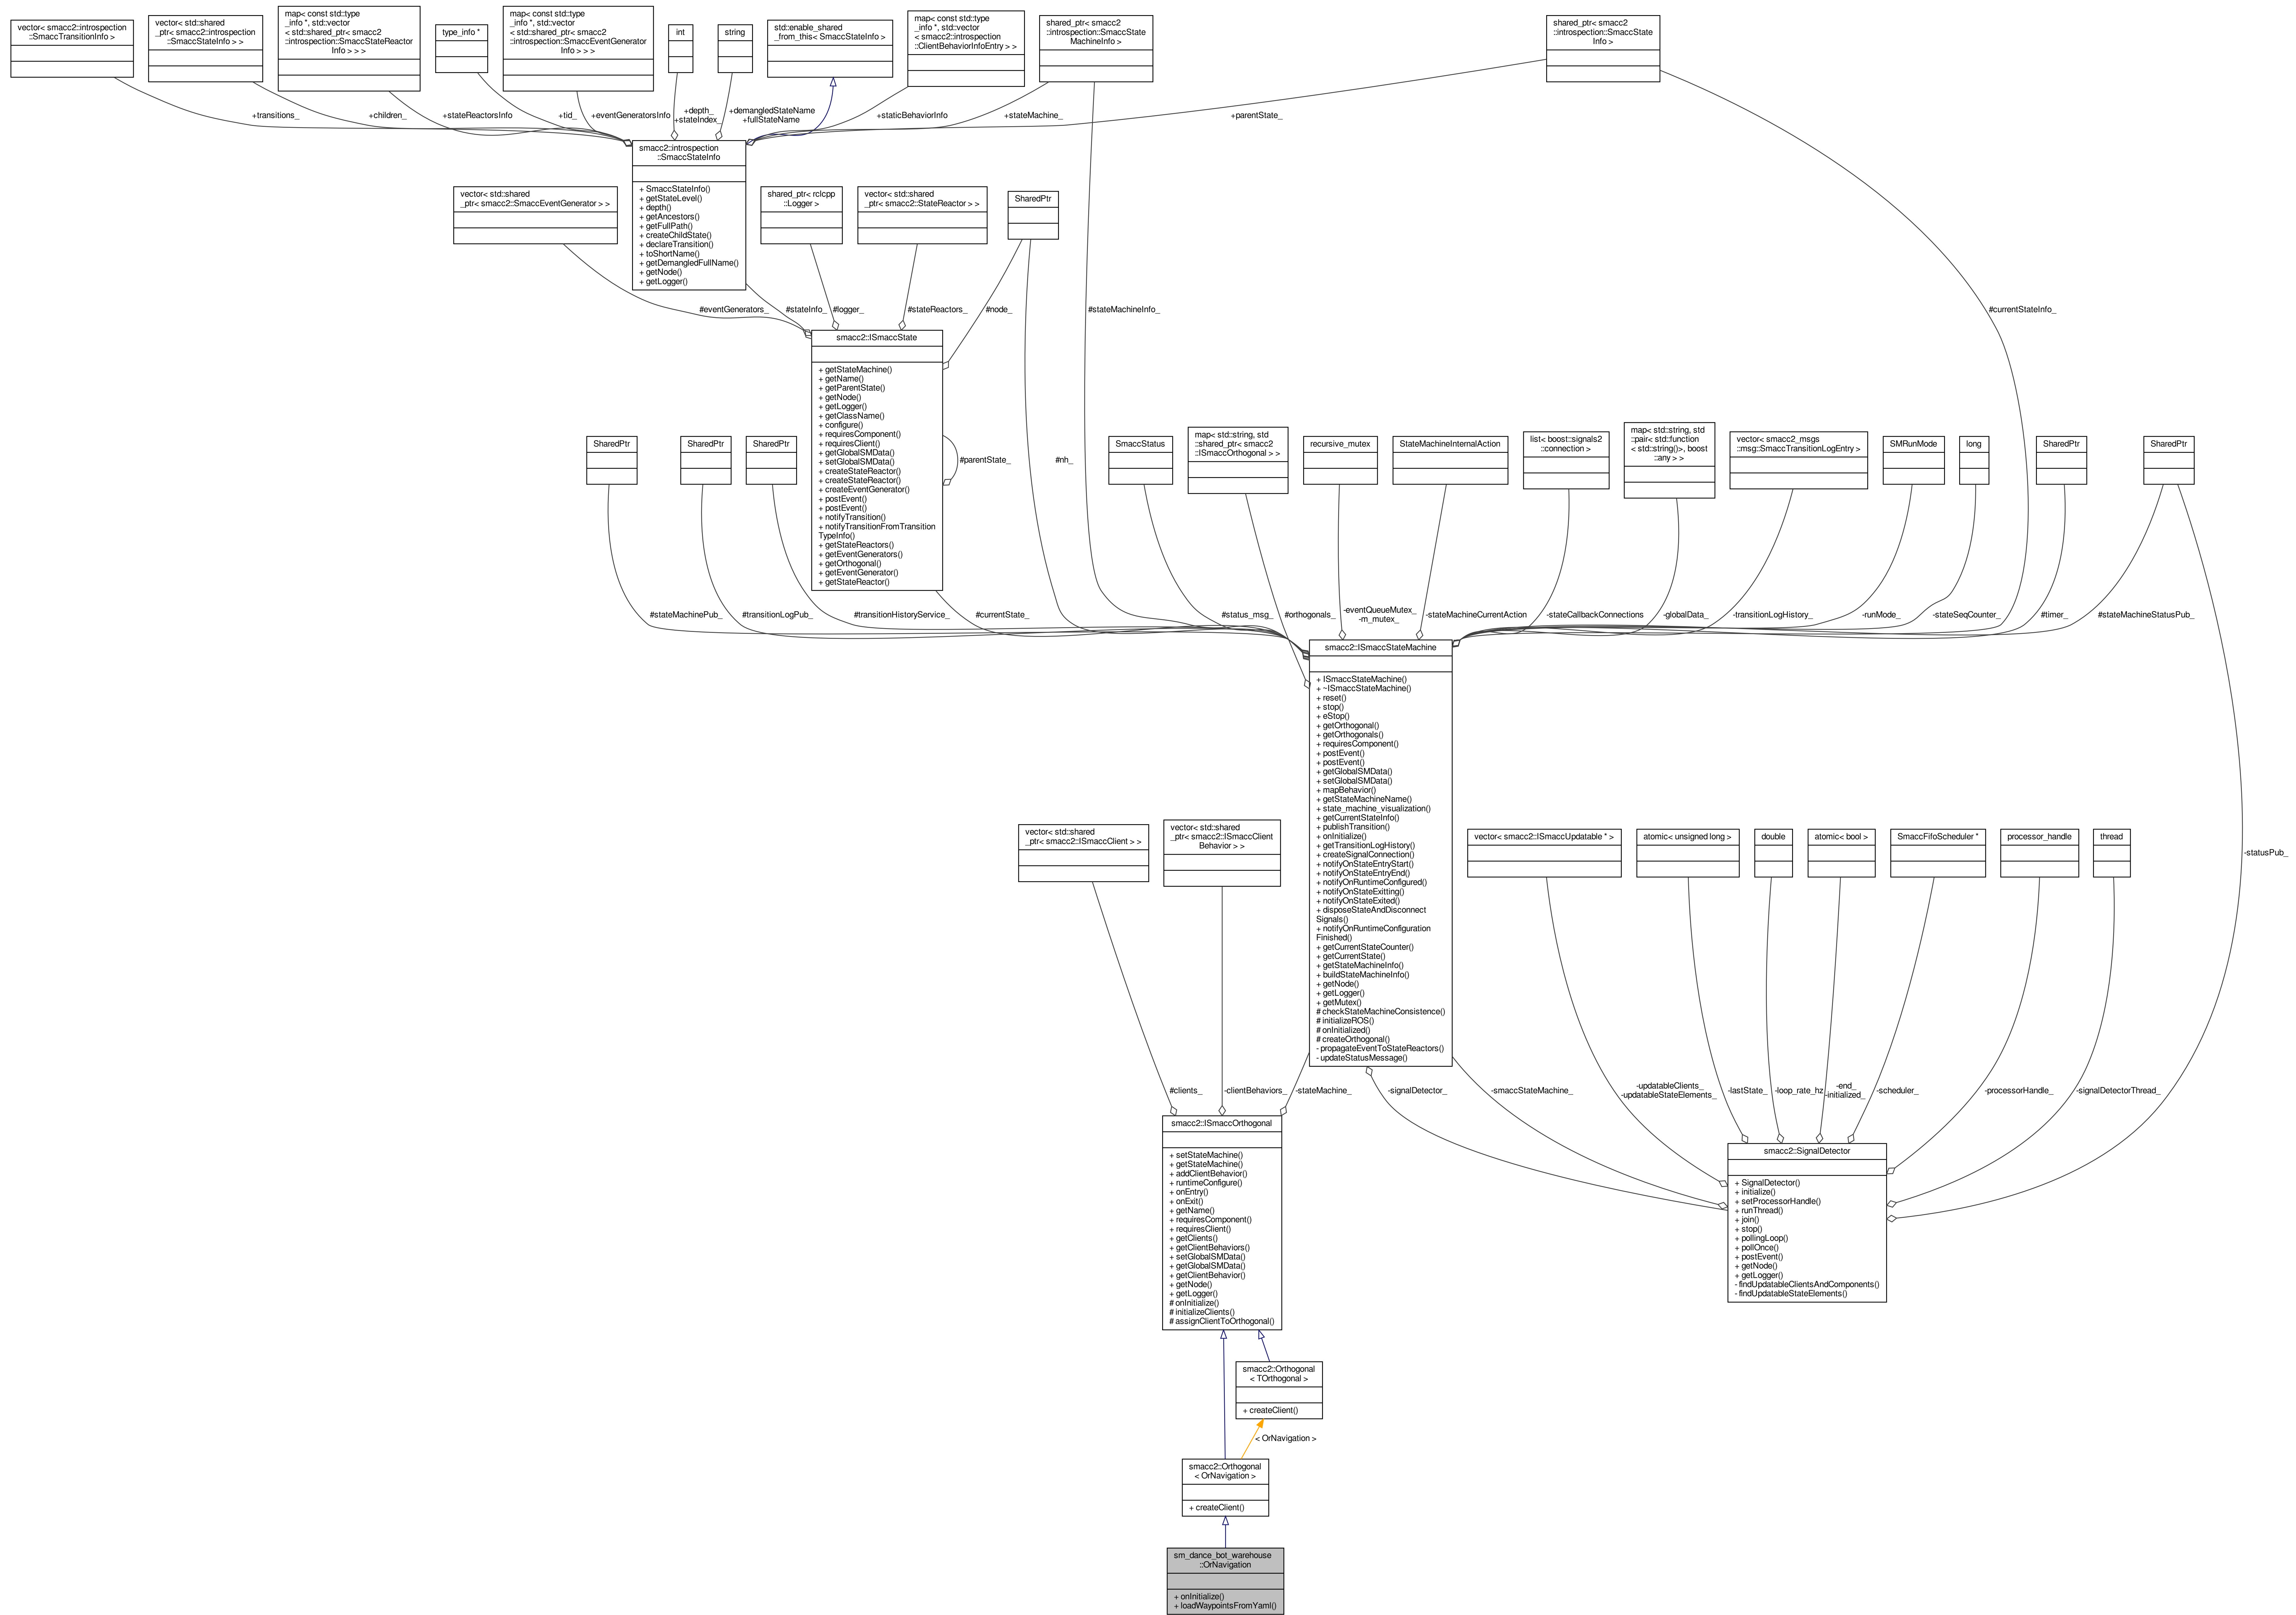 vector< smacc2::introspection
::SmaccTransitionInfo >
vector< std::shared
_ptr< smacc2::introspection
::SmaccStateInfo > >
map< const std::type
_info *, std::vector
< std::shared_ptr< smacc2
::introspection::SmaccStateReactor
Info > > >
type_info *
map< const std::type
_info *, std::vector
< std::shared_ptr< smacc2
::introspection::SmaccEventGenerator
Info > > >
int
string
std::enable_shared
_from_this< SmaccStateInfo >
map< const std::type
_info *, std::vector
< smacc2::introspection
::ClientBehaviorInfoEntry > >
shared_ptr< smacc2
::introspection::SmaccState
MachineInfo >
shared_ptr< smacc2
::introspection::SmaccState
Info >
+transitions_
+children_
+stateReactorsInfo
+tid_
+eventGeneratorsInfo
+depth_
+stateIndex_
+demangledStateName
+fullStateName
+staticBehaviorInfo
+stateMachine_
+parentState_
smacc2::introspection
::SmaccStateInfo
+ SmaccStateInfo()
+ getStateLevel()
+ depth()
+ getAncestors()
+ getFullPath()
+ createChildState()
+ declareTransition()
+ toShortName()
+ getDemangledFullName()
+ getNode()
+ getLogger()
vector< std::shared
_ptr< smacc2::SmaccEventGenerator > >
shared_ptr< rclcpp
::Logger >
vector< std::shared
_ptr< smacc2::StateReactor > >
SharedPtr
#eventGenerators_
#stateInfo_
#logger_
#stateReactors_
#node_
#stateMachineInfo_
#currentStateInfo_
smacc2::ISmaccState
+ getStateMachine()
+ getName()
+ getParentState()
+ getNode()
+ getLogger()
+ getClassName()
+ configure()
+ requiresComponent()
+ requiresClient()
+ getOrthogonal()
+ getGlobalSMData()
+ setGlobalSMData()
+ createStateReactor()
+ createStateReactor()
+ createEventGenerator()
+ postEvent()
+ postEvent()
+ notifyTransition()
+ notifyTransitionFromTransition
TypeInfo()
+ getStateReactors()
+ getEventGenerators()
+ getOrthogonal()
+ getEventGenerator()
+ getStateReactor()
#parentState_
#nh_
SharedPtr
SharedPtr
SharedPtr
SmaccStatus
map< std::string, std
::shared_ptr< smacc2
::ISmaccOrthogonal > >
recursive_mutex
StateMachineInternalAction
list< boost::signals2
::connection >
map< std::string, std
::pair< std::function
< std::string()>, boost
::any > >
vector< smacc2_msgs
::msg::SmaccTransitionLogEntry >
SMRunMode
long
SharedPtr
SharedPtr
#stateMachinePub_
#transitionLogPub_
#transitionHistoryService_
#currentState_
#status_msg_
#orthogonals_
-eventQueueMutex_
-m_mutex_
-stateMachineCurrentAction
-stateCallbackConnections
-globalData_
-transitionLogHistory_
-runMode_
-stateSeqCounter_
#timer_
#stateMachineStatusPub_
smacc2::ISmaccStateMachine
+ ISmaccStateMachine()
+ ~ISmaccStateMachine()
+ reset()
+ stop()
+ eStop()
+ getOrthogonal()
+ getOrthogonals()
+ requiresComponent()
+ postEvent()
+ postEvent()
+ getGlobalSMData()
+ setGlobalSMData()
+ mapBehavior()
+ getStateMachineName()
+ state_machine_visualization()
+ getCurrentStateInfo()
+ publishTransition()
+ onInitialize()
+ getTransitionLogHistory()
+ createSignalConnection()
+ notifyOnStateEntryStart()
+ notifyOnStateEntryEnd()
+ notifyOnRuntimeConfigured()
+ notifyOnStateExitting()
+ notifyOnStateExited()
+ disposeStateAndDisconnect
Signals()
+ notifyOnRuntimeConfiguration
Finished()
+ getCurrentStateCounter()
+ getCurrentState()
+ getStateMachineInfo()
+ buildStateMachineInfo()
+ getNode()
+ getLogger()
+ getMutex()
# checkStateMachineConsistence()
# initializeROS()
# onInitialized()
# createOrthogonal()
- propagateEventToStateReactors()
- updateStatusMessage()
vector< std::shared
_ptr< smacc2::ISmaccClient > >
vector< std::shared
_ptr< smacc2::ISmaccClient
Behavior > >
vector< smacc2::ISmaccUpdatable * >
atomic< unsigned long >
double
atomic< bool >
SmaccFifoScheduler *
processor_handle
thread
-statusPub_
#clients_
-clientBehaviors_
-stateMachine_
-signalDetector_
-smaccStateMachine_
-updatableClients_
-updatableStateElements_
-lastState_
-loop_rate_hz
-end_
-initialized_
-scheduler_
-processorHandle_
-signalDetectorThread_
smacc2::ISmaccOrthogonal
+ setStateMachine()
+ getStateMachine()
+ addClientBehavior()
+ runtimeConfigure()
+ onEntry()
+ onExit()
+ getName()
+ requiresComponent()
+ requiresClient()
+ getClients()
+ getClientBehaviors()
+ setGlobalSMData()
+ getGlobalSMData()
+ getClientBehavior()
+ getNode()
+ getLogger()
# onInitialize()
# initializeClients()
# assignClientToOrthogonal()
smacc2::SignalDetector
+ SignalDetector()
+ initialize()
+ setProcessorHandle()
+ runThread()
+ join()
+ stop()
+ pollingLoop()
+ pollOnce()
+ postEvent()
+ getNode()
+ getLogger()
- findUpdatableClientsAndComponents()
- findUpdatableStateElements()
smacc2::Orthogonal
< TOrthogonal >
+ createClient()
< OrNavigation >
smacc2::Orthogonal
< OrNavigation >
+ createClient()
sm_dance_bot_warehouse
::OrNavigation
+ onInitialize()
+ loadWaypointsFromYaml()